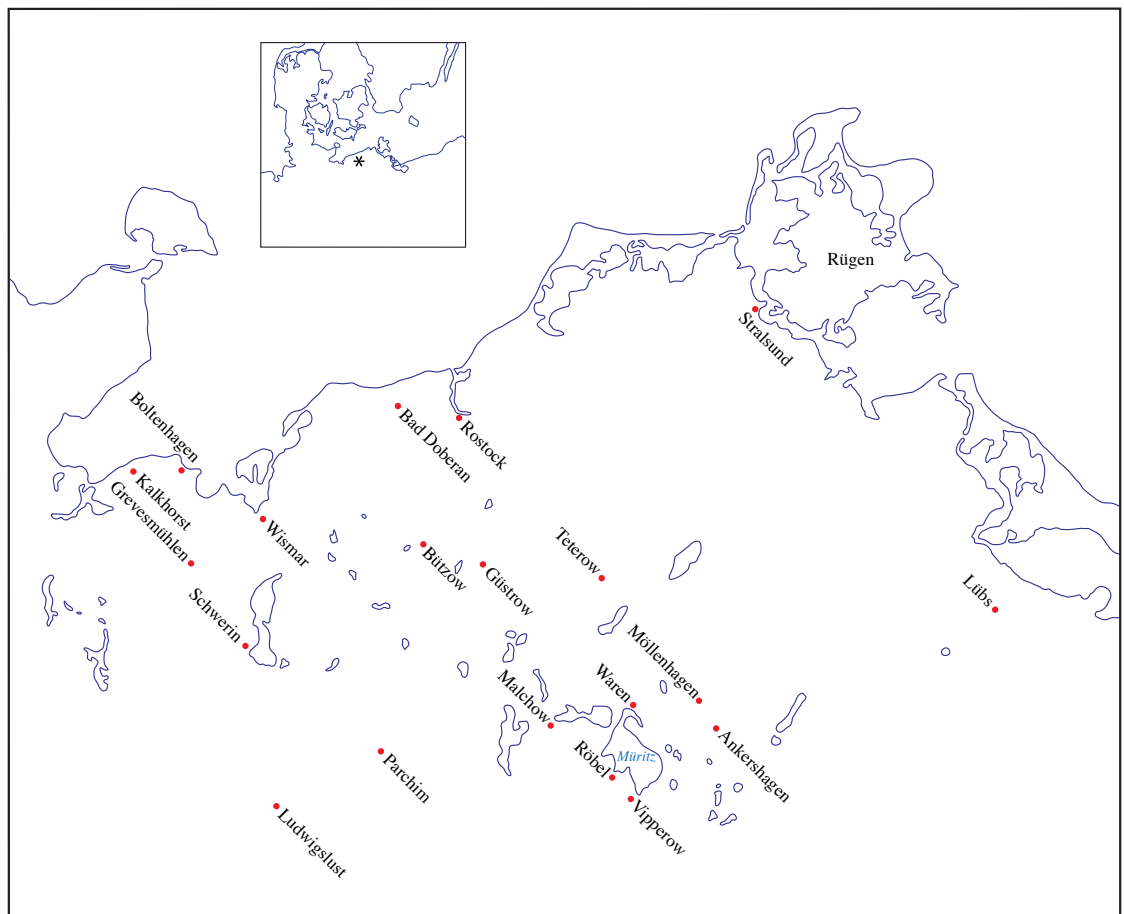 Rügen
Stralsund
Boltenhagen
Bad Doberan
Rostock
Kalkhorst
Grevesmühlen
Wismar
Bützow
Güstrow
Teterow
Lübs
Schwerin
Möllenhagen
Waren
Malchow
Ankershagen
Müritz
Röbel
Parchim
Vipperow
Ludwigslust